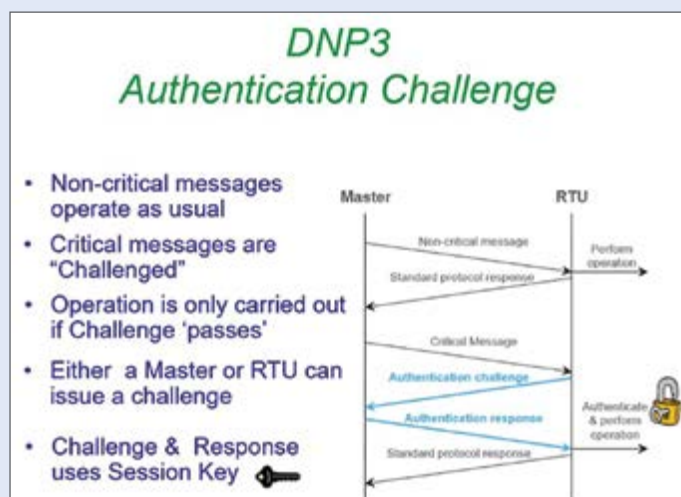 DNP3
Authentication Challenge
• Non-critical messages
operate as usual
• Critical messages are
“Challenged”
• Operation is only carried out
if Challenge ‘passes’
• Either a Master or RTU can
issue a challenge
• Challenge & Response
uses Session Key
Master
RTU
Non-critical message
Perform
operation
Standard protocol response
Critical Message
Authentication challenge
Authentication response
Authenticate
& perform
operation
Standard protocol response